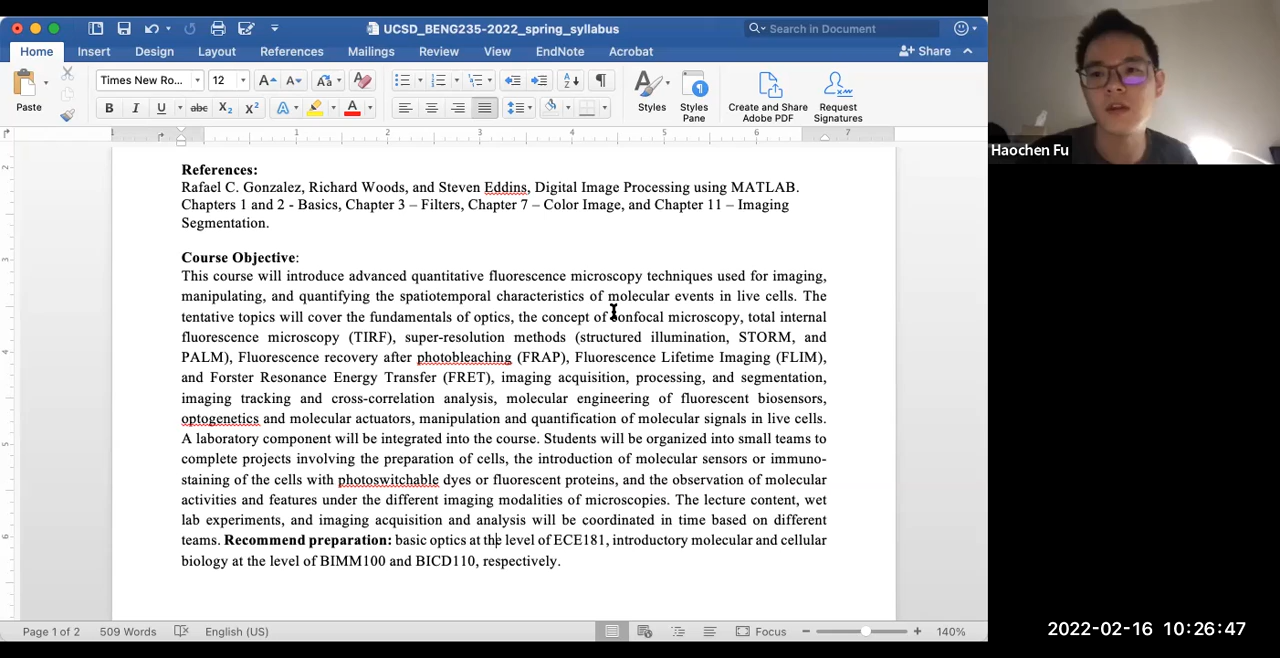 UCSD_BENG235-2022_spring_syllabus
Search in Document
Home Insert Design Layout References Mailings Review View EndNote Acrobat
Share
Paste
Times New Ro... 12
Styles
Styles Pane
Create and Share Adobe PDF
Request Signatures
References:
Rafael C. Gonzalez, Richard Woods, and Steven Eddins, Digital Image Processing using MATLAB.
Chapters 1 and 2 - Basics, Chapter 3 – Filters, Chapter 7 – Color Image, and Chapter 11 – Imaging
Segmentation.
Course Objective:
This course will introduce advanced quantitative fluorescence microscopy techniques used for imaging,
manipulating, and quantifying the spatiotemporal characteristics of molecular events in live cells. The
tentative topics will cover the fundamentals of optics, the concept of confocal microscopy, total internal
fluorescence microscopy (TIRF), super-resolution methods (structured illumination, STORM, and
PALM), Fluorescence recovery after photobleaching (FRAP), Fluorescence Lifetime Imaging (FLIM),
and Forster Resonance Energy Transfer (FRET), imaging acquisition, processing, and segmentation,
imaging tracking and cross-correlation analysis, molecular engineering of fluorescent biosensors,
optogenetics and molecular actuators, manipulation and quantification of molecular signals in live cells.
A laboratory component will be integrated into the course. Students will be organized into small teams to
complete projects involving the preparation of cells, the introduction of molecular sensors or immuno-
staining of the cells with photoswitchable dyes or fluorescent proteins, and the observation of molecular
activities and features under the different imaging modalities of microscopies. The lecture content, wet
lab experiments, and imaging acquisition and analysis will be coordinated in time based on different
teams. Recommend preparation: basic optics at the level of ECE181, introductory molecular and cellular
biology at the level of BIMM100 and BICD110, respectively.
Page 1 of 2 509 Words English (US) Focus 140%
Haochen Fu
2022-02-16 10:26:47